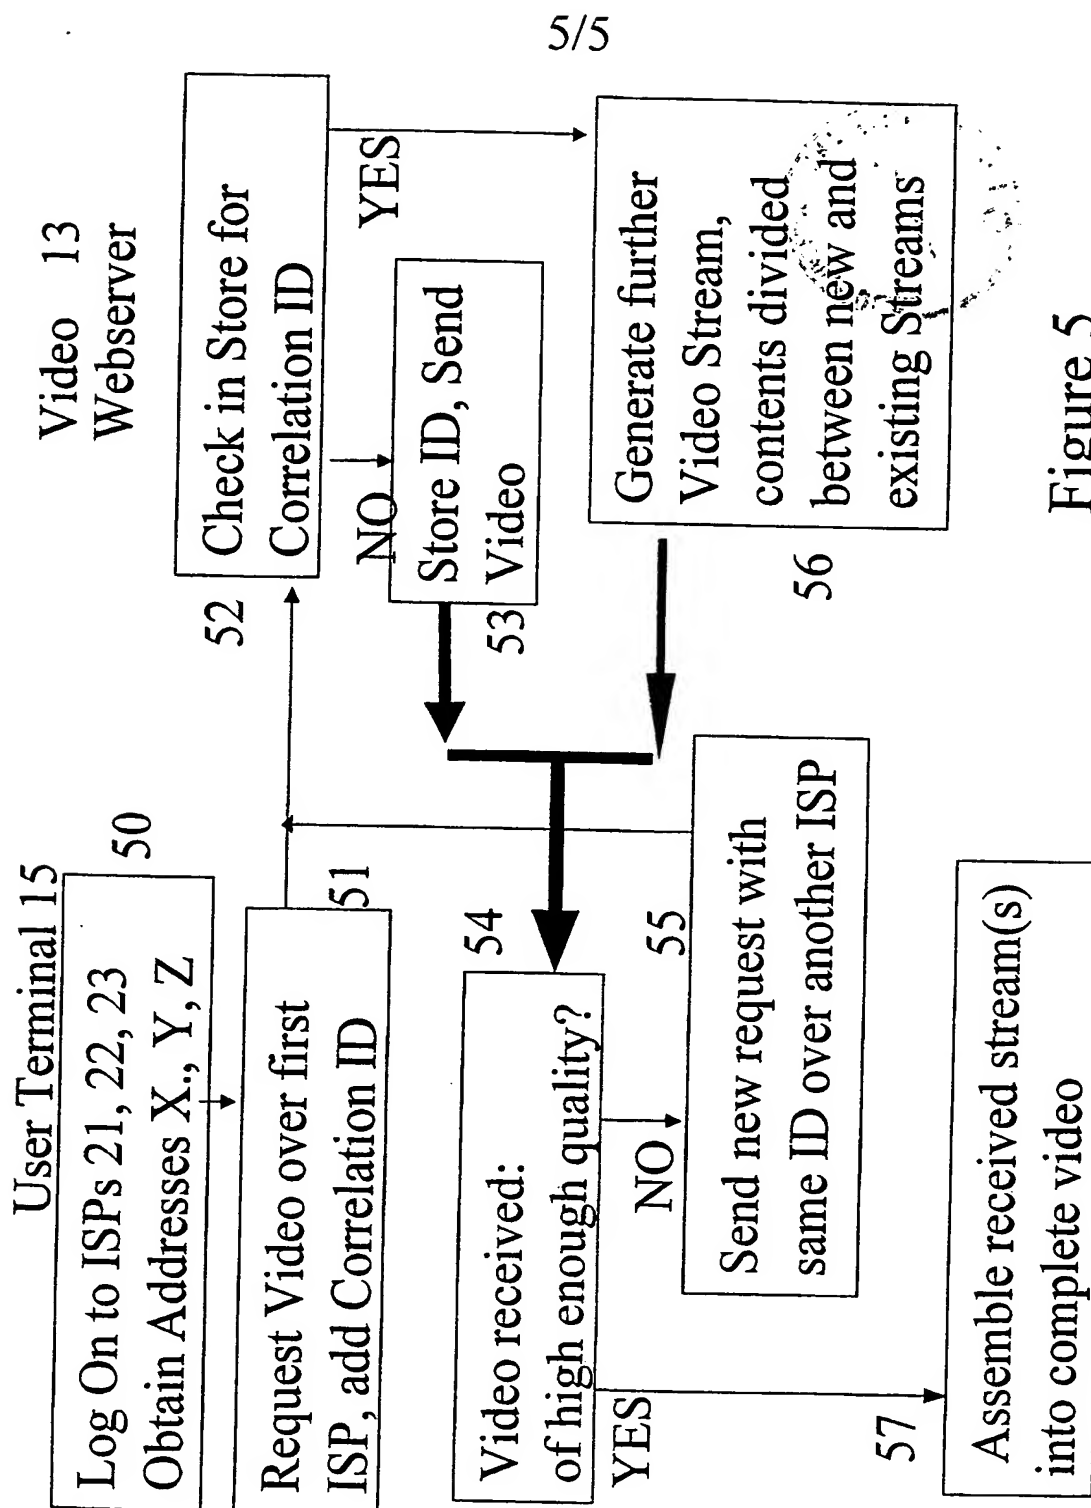 5/5
User Terminal 15
Video 13
Webserver
Log On to ISPs 21, 22, 23
Obtain Addresses X., Y, Z
50
Request Video over first
ISP, add Correlation ID
51
52
Check in Store for
Correlation ID
NO
YES
Store ID, Send
Video
53
54
Video received:
of high enough quality?
NO
YES
55
Send new request with
same ID over another ISP
56
Generate further
Video Stream,
contents divided
between new and
existing Streams
57
Assemble received stream(s)
into complete video
Figure 5